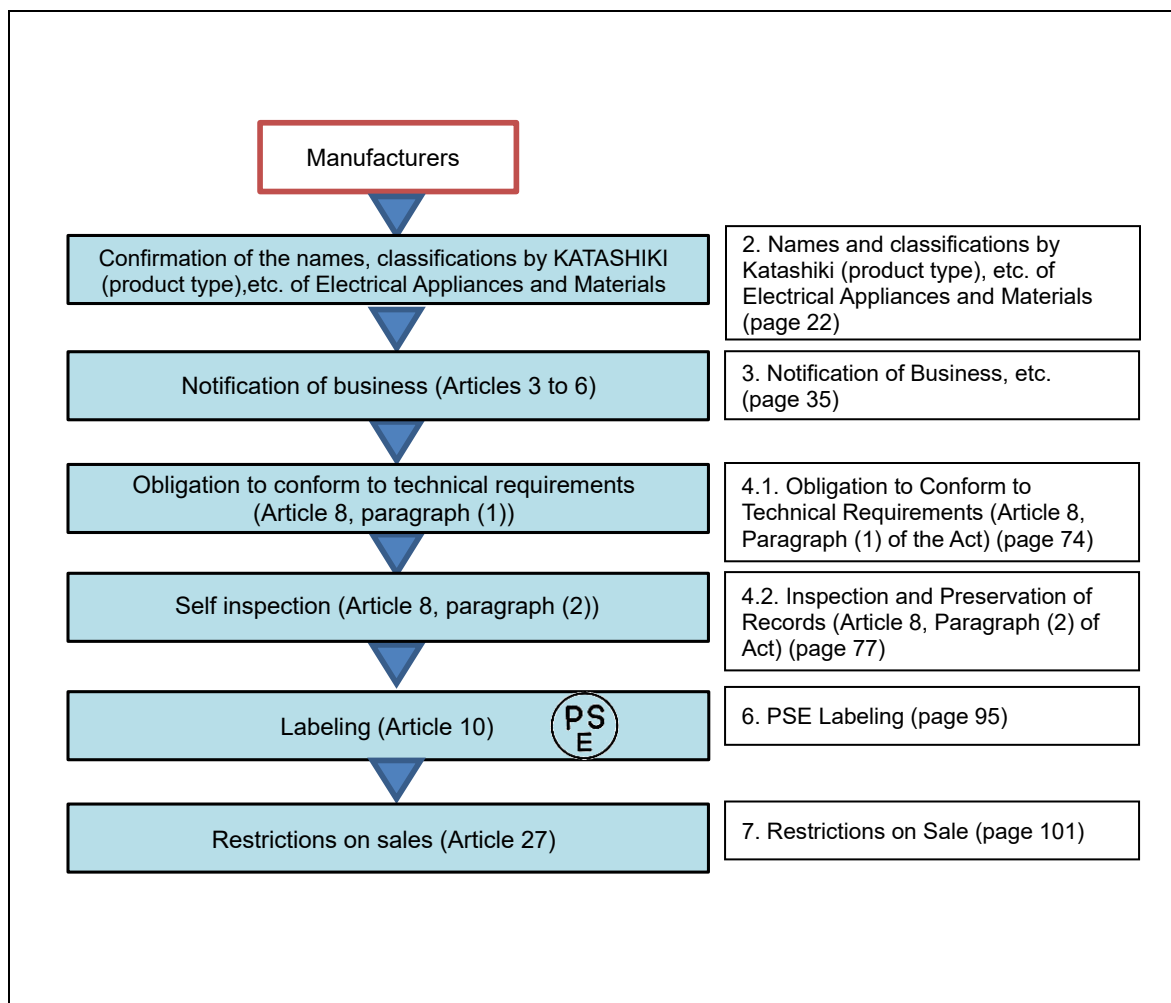 Manufacturers
Confirmation of the names, classifications by KATASHIKI
(product type),etc. of Electrical Appliances and Materials
2. Names and classifications by
Katashiki (product type), etc. of
Electrical Appliances and Materials
(page 22)
Notification of business (Articles 3 to 6)
3. Notification of Business, etc.
(page 35)
Obligation to conform to technical requirements
(Article 8, paragraph (1))
4.1. Obligation to Conform to
Technical Requirements (Article 8,
Paragraph (1) of the Act) (page 74)
Self inspection (Article 8, paragraph (2))
4.2. Inspection and Preservation of
Records (Article 8, Paragraph (2) of
Act) (page 77)
Labeling (Article 10)
PS
E
6. PSE Labeling (page 95)
Restrictions on sales (Article 27)
7. Restrictions on Sale (page 101)